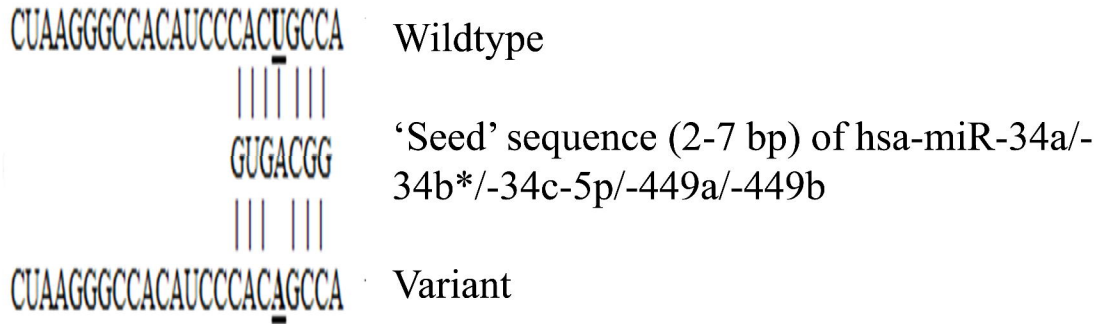 CUAAGGGCCACAUCCCACUGCCA Wildtype
GUGACGG ‘Seed’ sequence (2-7 bp) of hsa-miR-34a/-
34b*/-34c-5p/-449a/-449b
CUAAGGGCCACAUCCCACAGCCA Variant